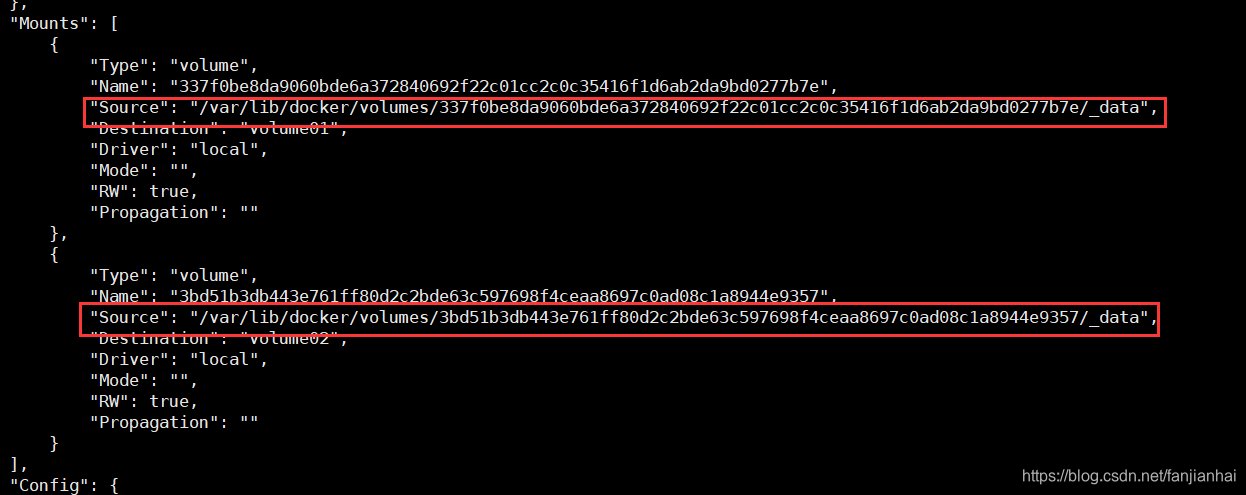 },
"Mounts": [
{
"Type": "volume",
"Name": "337f0be8da9060bde6a372840692f22c01cc2c0c35416f1d6ab2da9bd0277b7e",
"Source": "/var/lib/docker/volumes/337f0be8da9060bde6a372840692f22c01cc2c0c35416f1d6ab2da9bd0277b7e/_data",
"Destination": "volume01",
"Driver": "local",
"Mode": "",
"RW": true,
"Propagation": ""
},
{
"Type": "volume",
"Name": "3bd51b3db443e761ff80d2c2bde63c597698f4ceaa8697c0ad08c1a8944e9357",
"Source": "/var/lib/docker/volumes/3bd51b3db443e761ff80d2c2bde63c597698f4ceaa8697c0ad08c1a8944e9357/_data",
"Destination": "volume02",
"Driver": "local",
"Mode": "",
"RW": true,
"Propagation": ""
}
],
"Config": {
https://blog.csdn.net/fanjianhai